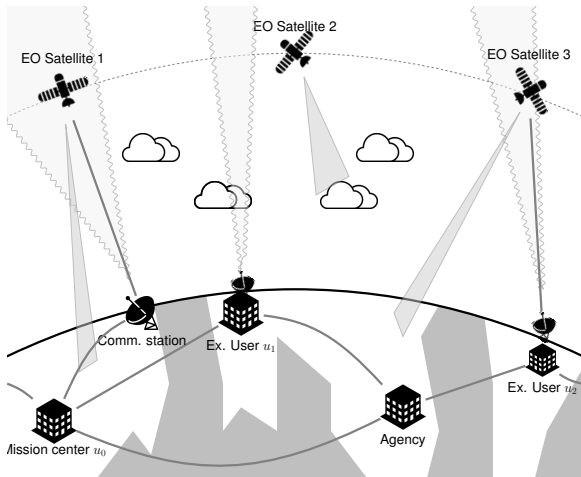 EO Satellite 2
EO Satellite 1
EO Satellite 3
Comm. station
Ex. User u₁
Ex. User u₂
Agency
Mission center u₀